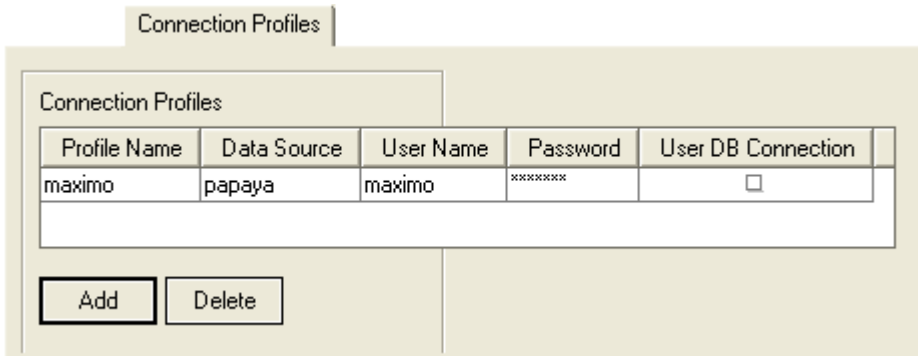 Connection Profiles
Connection Profiles
Profile Name Data Source User Name Password User DB Connection
maximo papaya maximo *******
Add Delete